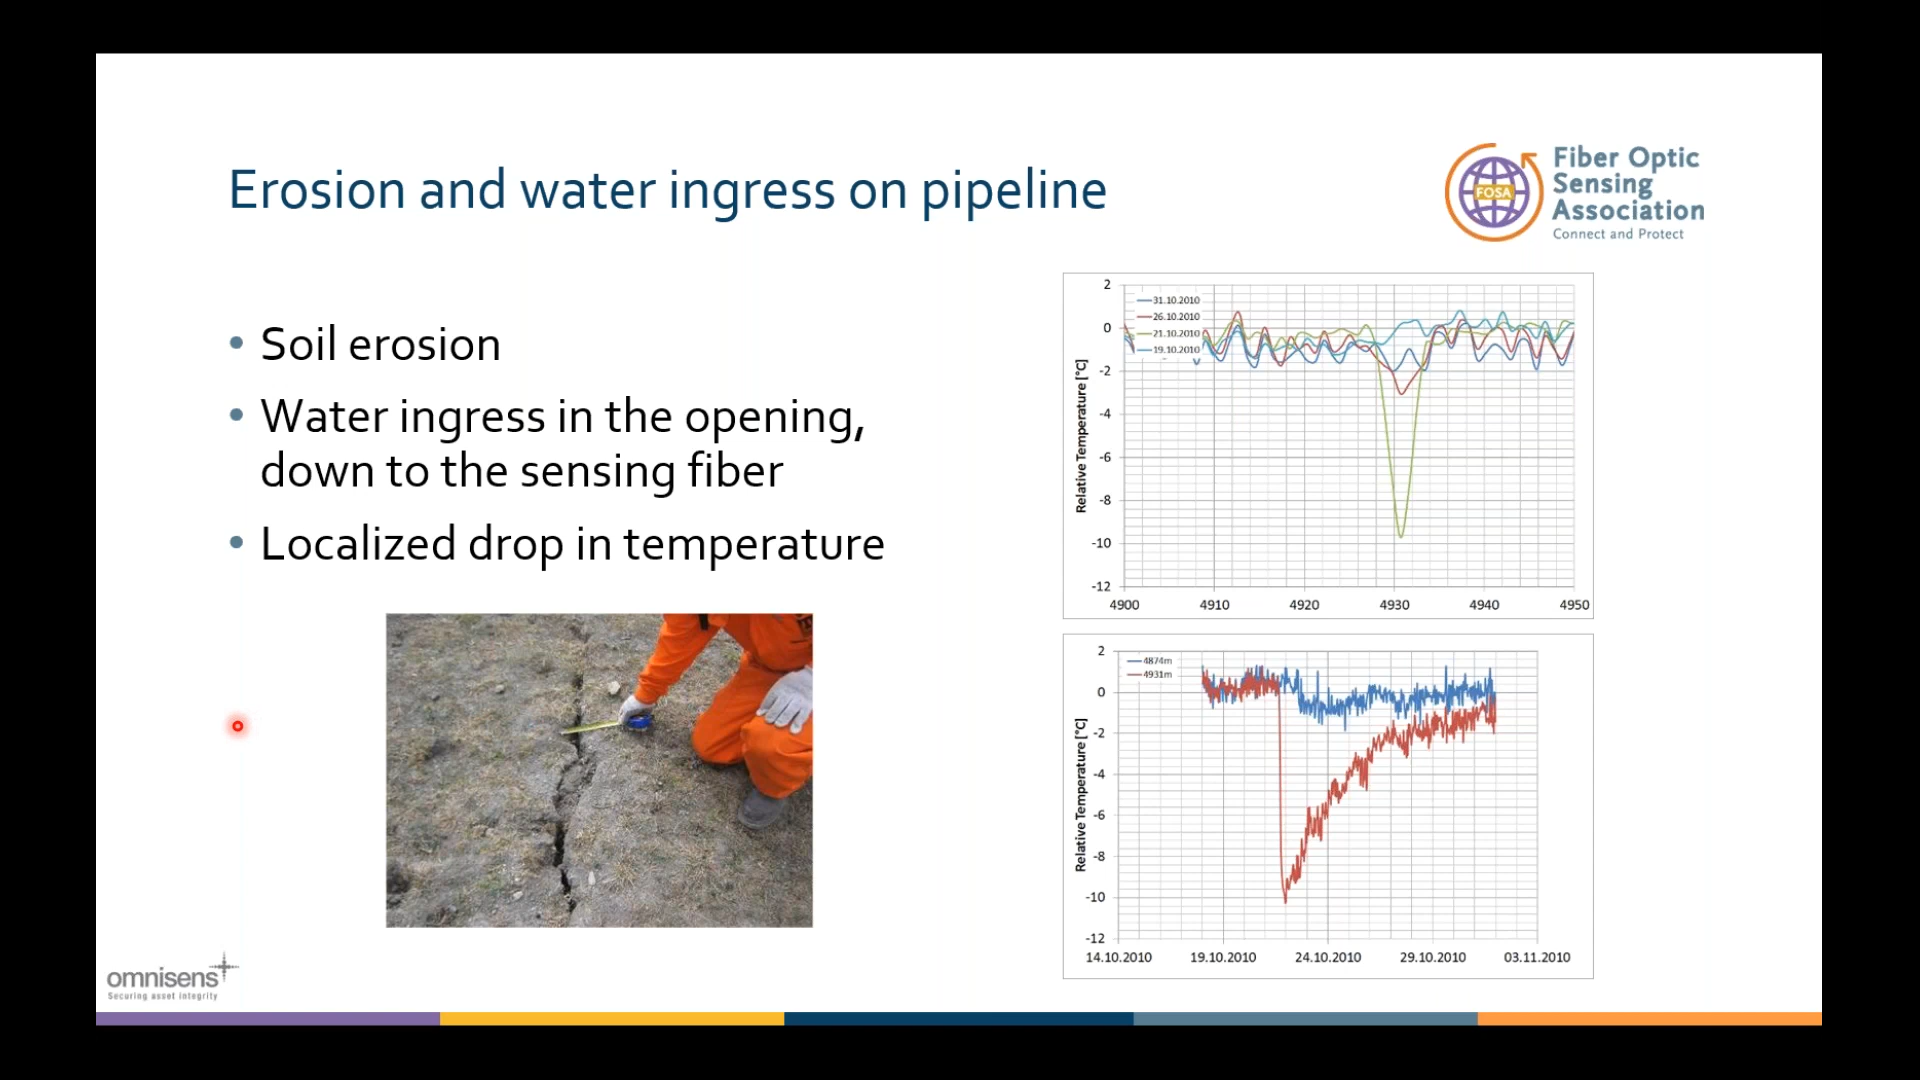 Erosion and water ingress on pipeline
FOSA
Fiber Optic
Sensing
Association
Connect and Protect
• Soil erosion
• Water ingress in the opening,
down to the sensing fiber
• Localized drop in temperature
Relative Temperature [°C]
2
0
-2
-4
-6
-8
-10
-12
31.10.2010
26.10.2010
21.10.2010
19.10.2010
4900 4910 4920 4930 4940 4950
Relative Temperature [°C]
2
0
-2
-4
-6
-8
-10
-12
4874m
4931m
14.10.2010 19.10.2010 24.10.2010 29.10.2010 03.11.2010
omnisens
Securing asset integrity